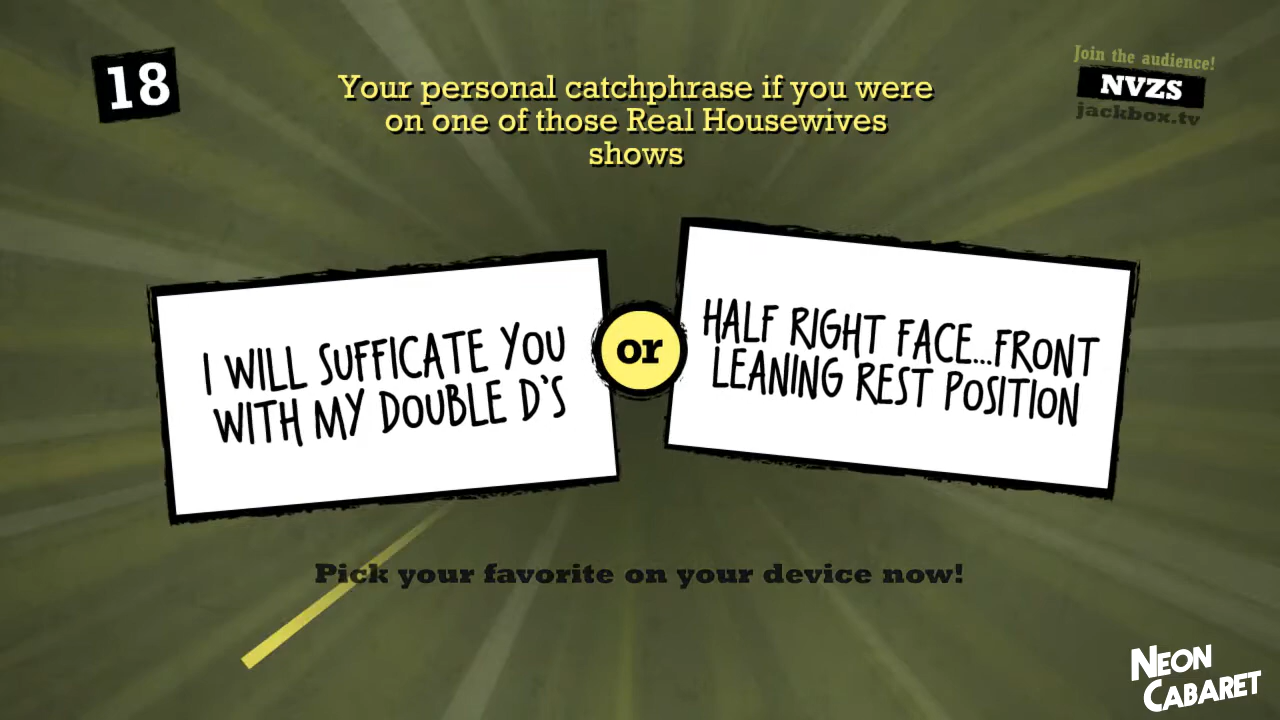 18
Your personal catchphrase if you were
on one of those Real Housewives
shows
Join the audience!
NVZS
jackbox.tv
I WILL SUFFICATE YOU
WITH MY DOUBLE D'S
or
HALF RIGHT FACE...FRONT
LEANING REST POSITION
Pick your favorite on your device now!
NEON
CABARET